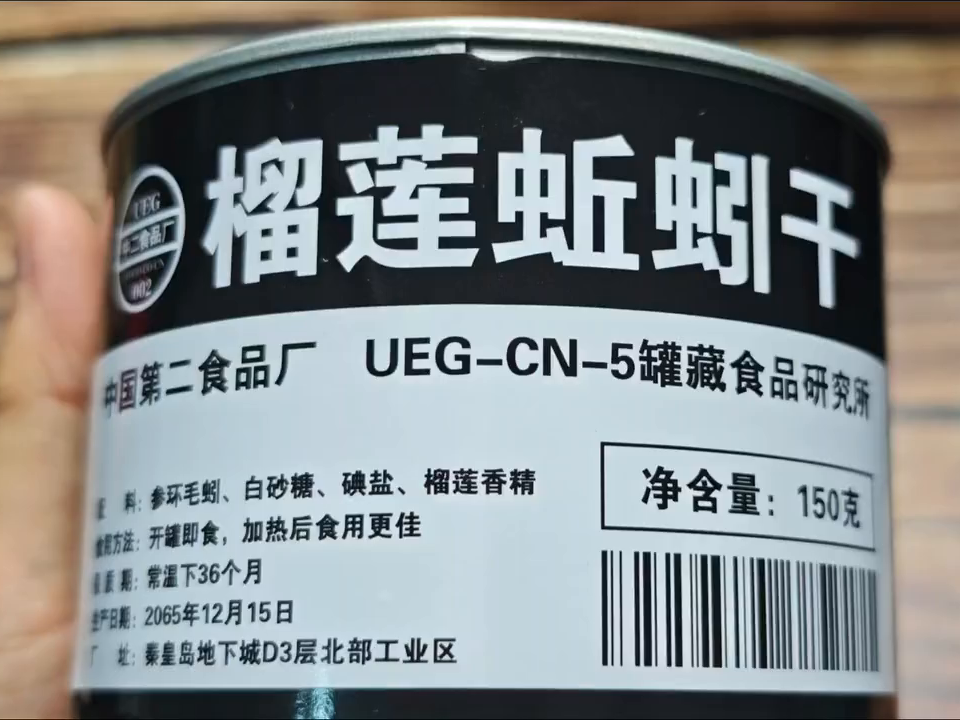 UEG
华二食品厂
002
榴莲蚯蚓干
中国第二食品厂 UEG-CN-5罐藏食品研究所
净含量：150克
配 料：参环毛蚓、白砂糖、碘盐、榴莲香精
食用方法：开罐即食，加热后食用更佳
保质期：常温下36个月
生产日期：2065年12月15日
厂 址：秦皇岛地下城D3层北部工业区